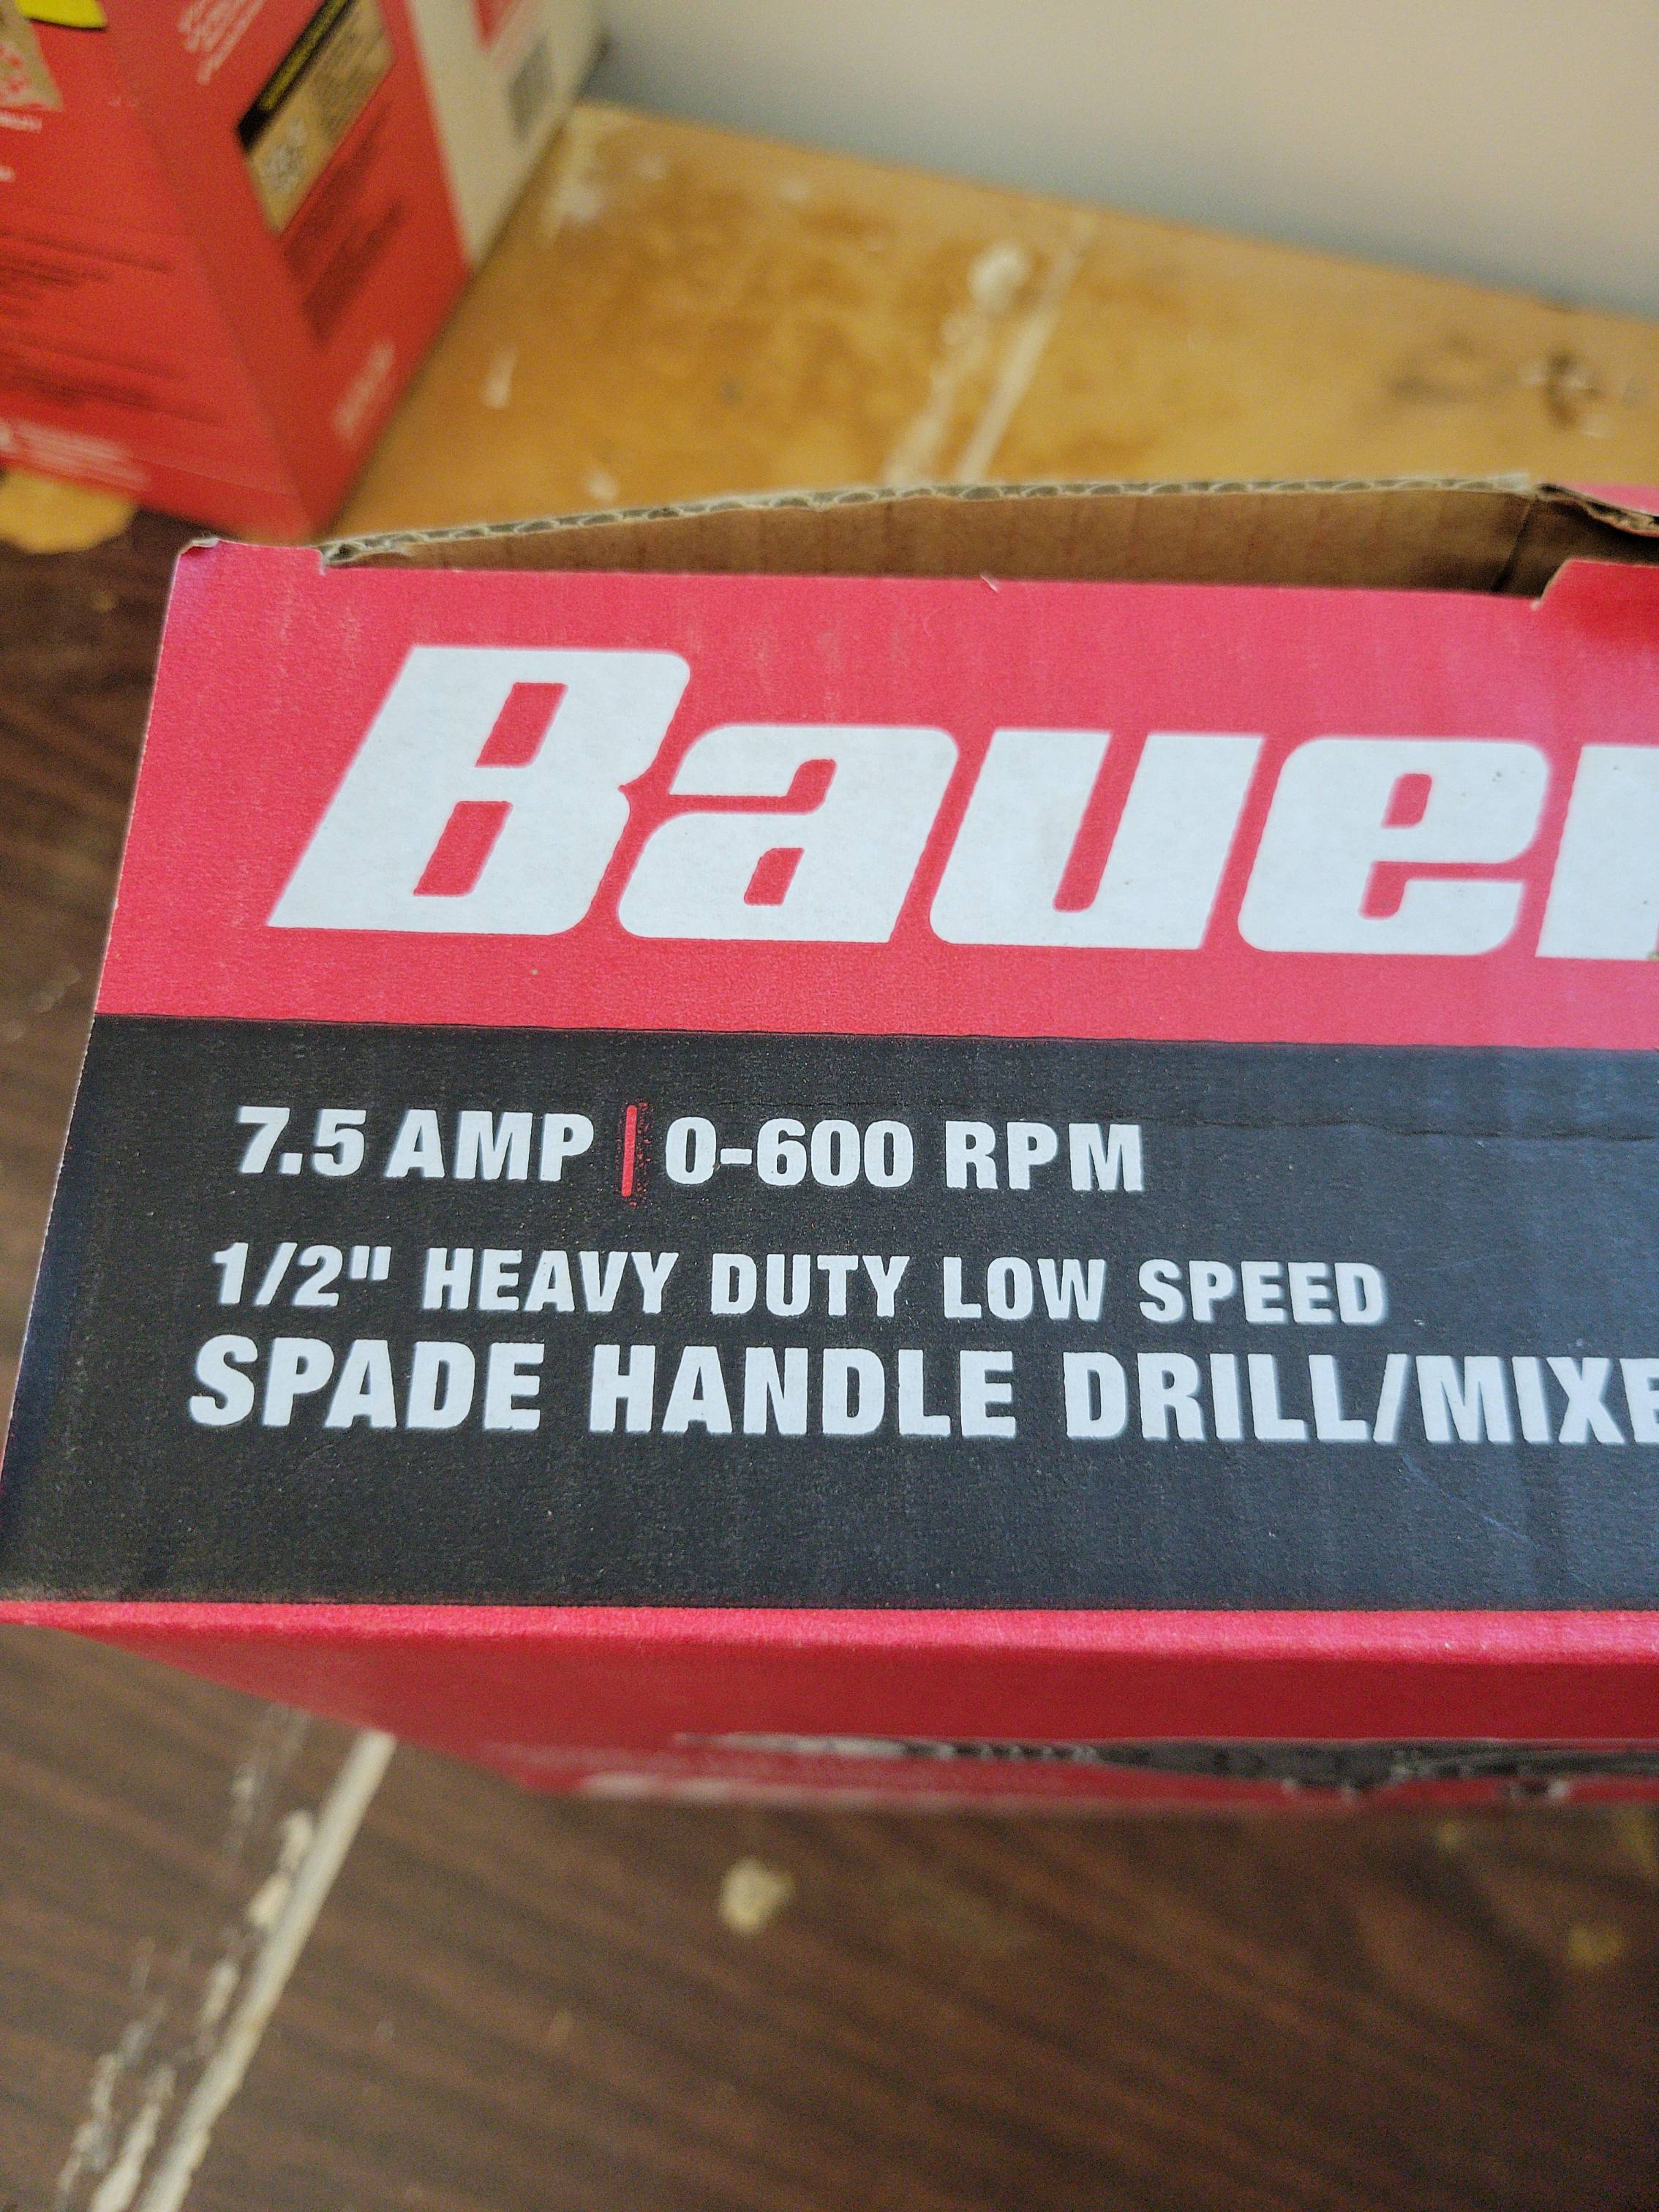 Bauer
7.5 AMP | 0-600 RPM
1/2" HEAVY DUTY LOW SPEED
SPADE HANDLE DRILL/MIXE